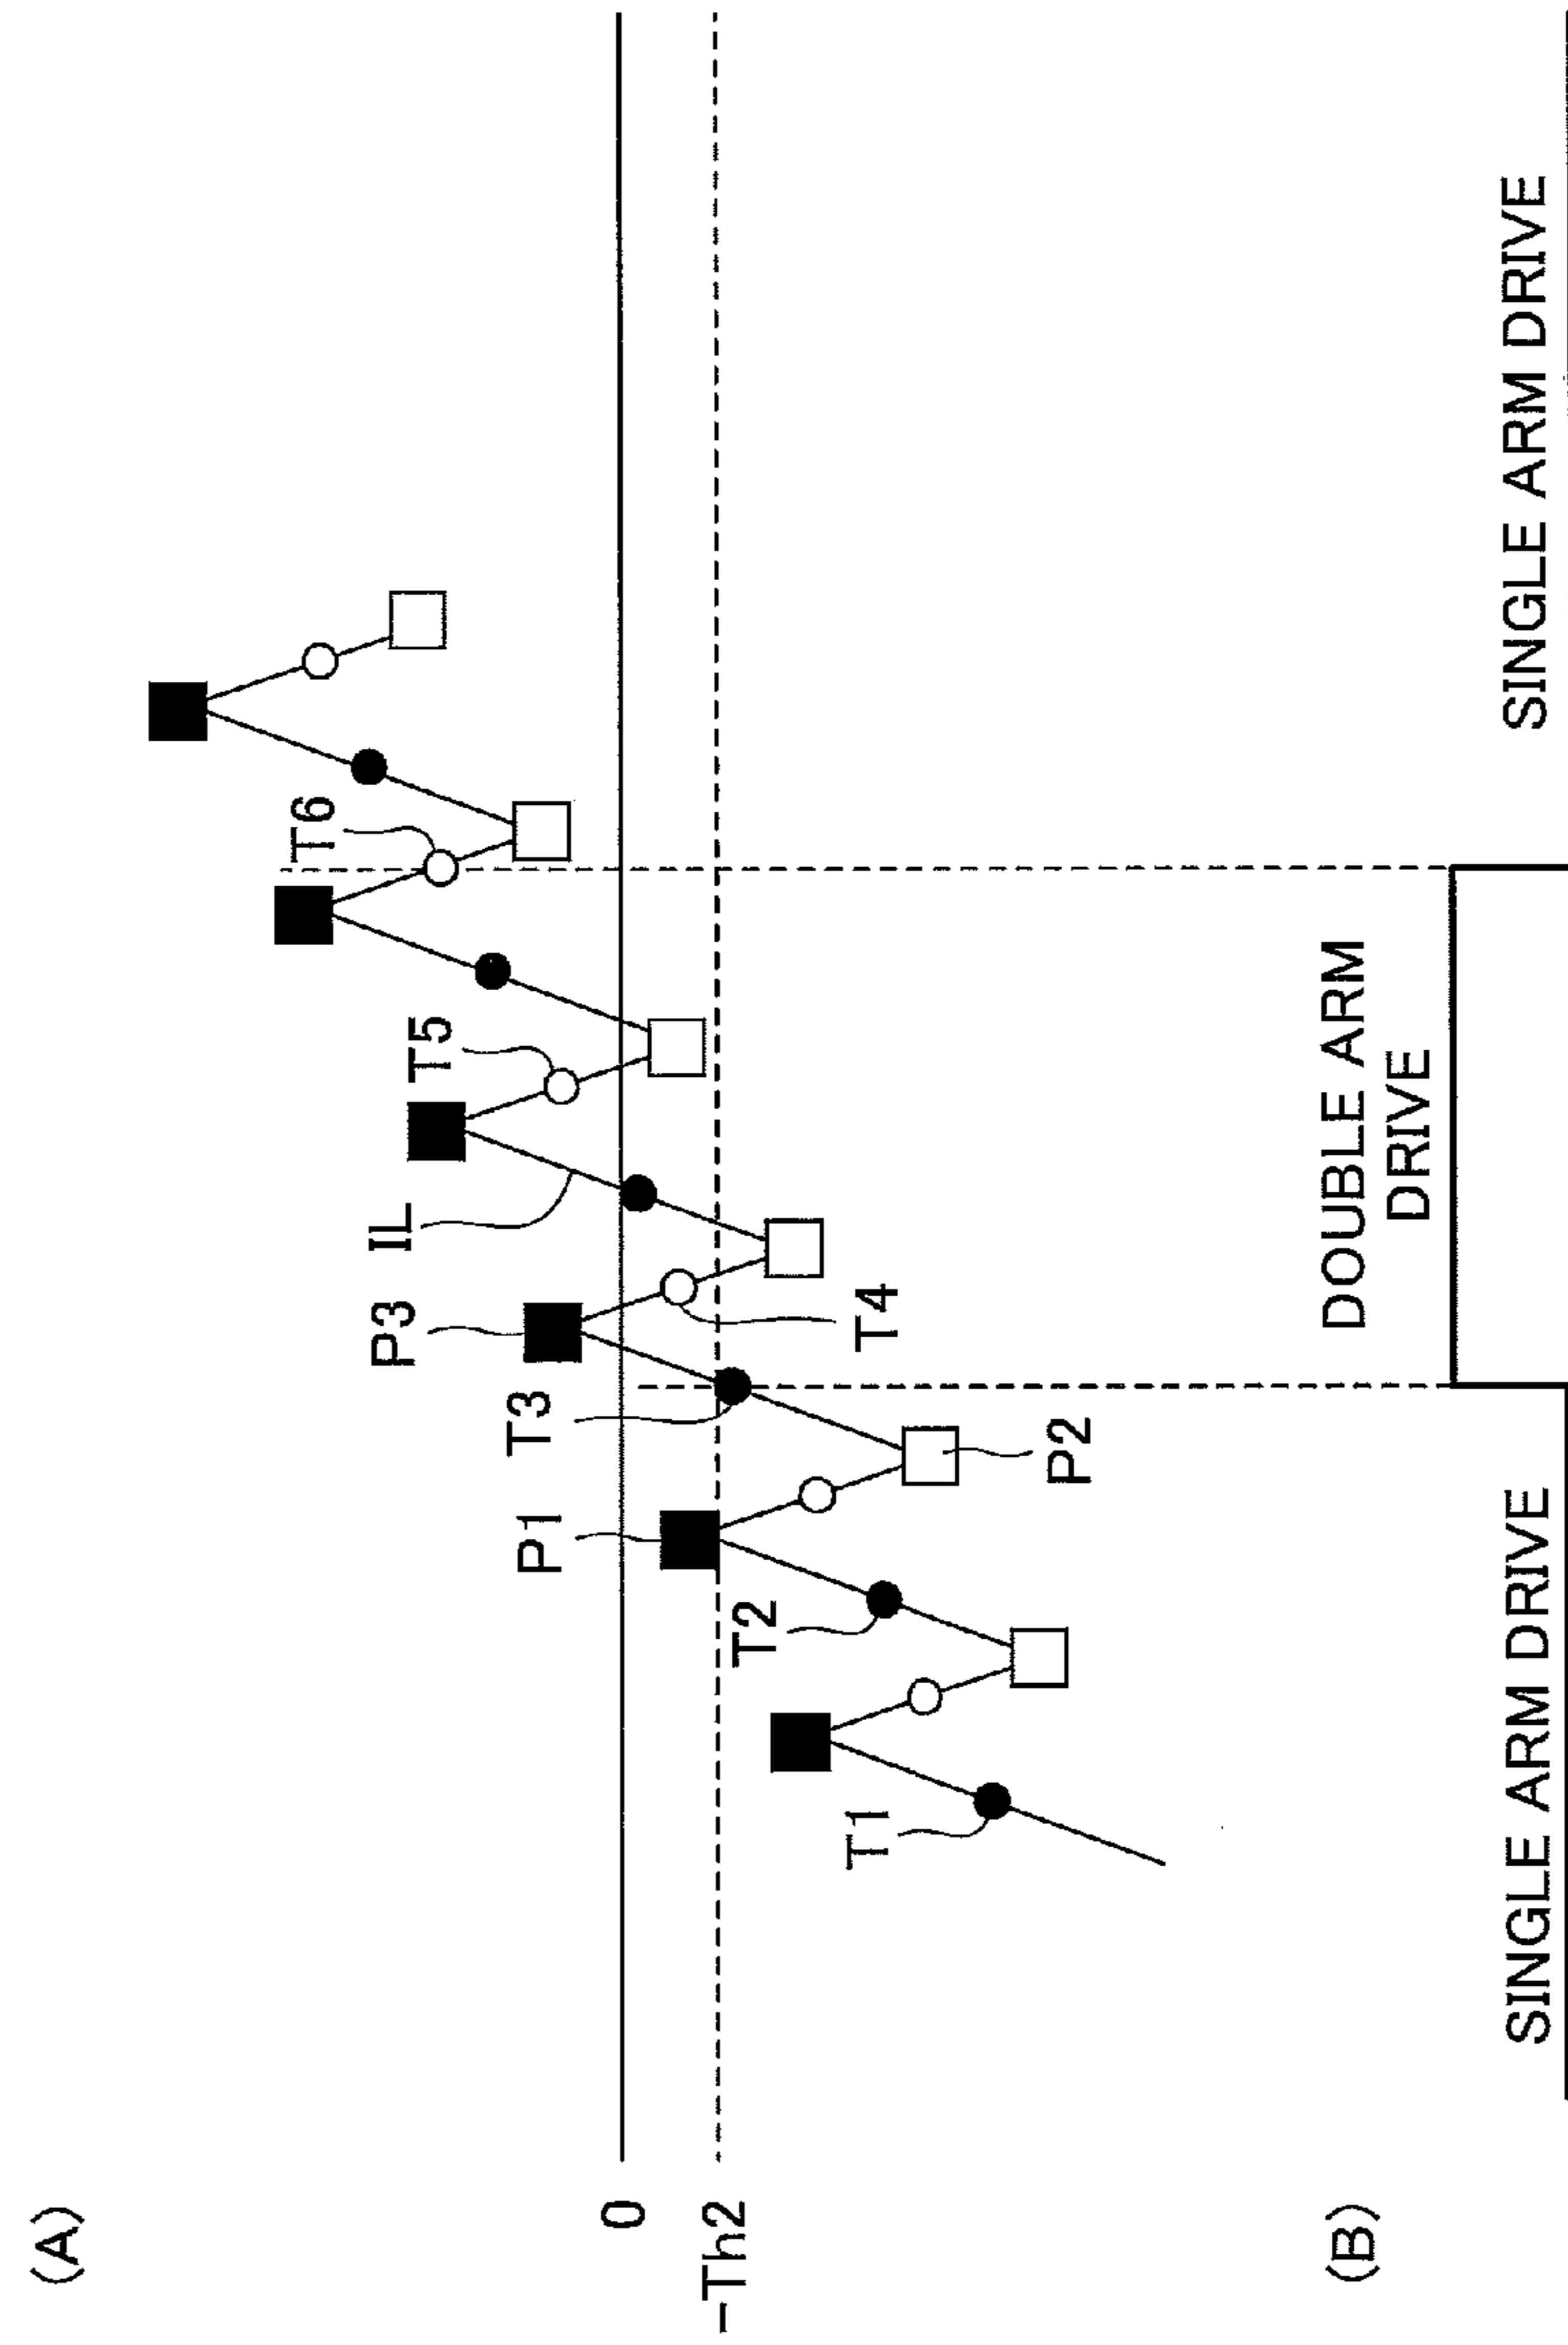 (A)
T6
T5
IL
P3
T3
P1
0
-Th2
T4
T2
P2
T1
(B)
DOUBLE ARM
DRIVE
SINGLE ARM DRIVE
SINGLE ARM DRIVE